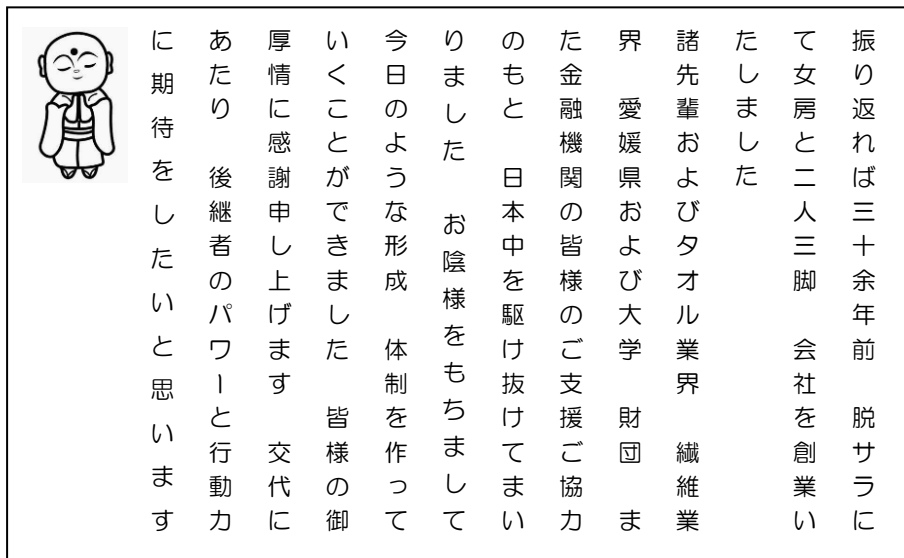 振り返れば三十余年前　脱サラに
て女房と二人三脚　会社を創業い
たしました
諸先輩およびタオル業界　繊維業
界　愛媛県および大学　財団　ま
た金融機関の皆様のご支援ご協力
のもと　日本中を駆け抜けてまい
りました　お陰様をもちまして
今日のような形成　体制を作って
いくことができました　皆様の御
厚情に感謝申し上げます　交代に
あたり　後継者のパワーと行動力
に期待をしたいと思います